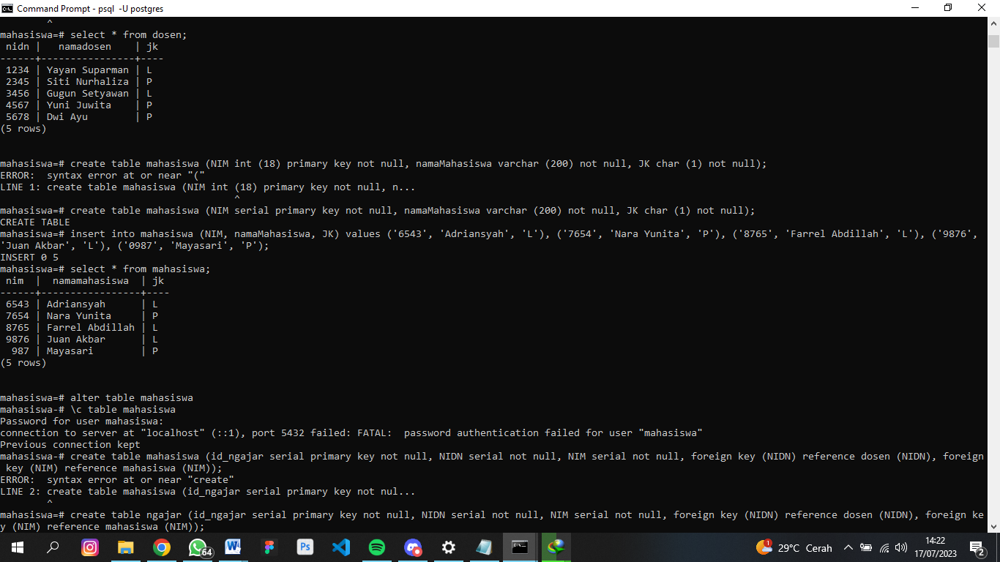 Command Prompt - psql -U postgres
^
mahasiswa=# select * from dosen;
nidn | namadosen | jk
------+----------------+----
1234 | Yayan Suparman | L
2345 | Siti Nurhaliza | P
3456 | Gugun Setyawan | L
4567 | Yuni Juwita | P
5678 | Dwi Ayu | P
(5 rows)
mahasiswa=# create table mahasiswa (NIM int (18) primary key not null, namaMahasiswa varchar (200) not null, JK char (1) not null);
ERROR:  syntax error at or near "("
LINE 1: create table mahasiswa (NIM int (18) primary key not null, n...
^
mahasiswa=# create table mahasiswa (NIM serial primary key not null, namaMahasiswa varchar (200) not null, JK char (1) not null);
CREATE TABLE
mahasiswa=# insert into mahasiswa (NIM, namaMahasiswa, JK) values ('6543', 'Adriansyah', 'L'), ('7654', 'Nara Yunita', 'P'), ('8765', 'Farrel Abdillah', 'L'), ('9876',
'Juan Akbar', 'L'), ('0987', 'Mayasari', 'P');
INSERT 0 5
mahasiswa=# select * from mahasiswa;
nim | namamahasiswa | jk
------+-----------------+----
6543 | Adriansyah | L
7654 | Nara Yunita | P
8765 | Farrel Abdillah | L
9876 | Juan Akbar | L
987 | Mayasari | P
(5 rows)
mahasiswa=# alter table mahasiswa
mahasiswa-# \c table mahasiswa
Password for user mahasiswa:
connection to server at "localhost" (::1), port 5432 failed: FATAL:  password authentication failed for user "mahasiswa"
Previous connection kept
mahasiswa-# create table mahasiswa (id_ngajar serial primary key not null, NIDN serial not null, NIM serial not null, foreign key (NIDN) reference dosen (NIDN), foreign
key (NIM) reference mahasiswa (NIM));
ERROR:  syntax error at or near "create"
LINE 2: create table mahasiswa (id_ngajar serial primary key not nul...
^
mahasiswa=# create table ngajar (id_ngajar serial primary key not null, NIDN serial not null, NIM serial not null, foreign key (NIDN) reference dosen (NIDN), foreign ke
y (NIM) reference mahasiswa (NIM));
64
Ps
1
29°C Cerah
14:22
17/07/2023
2